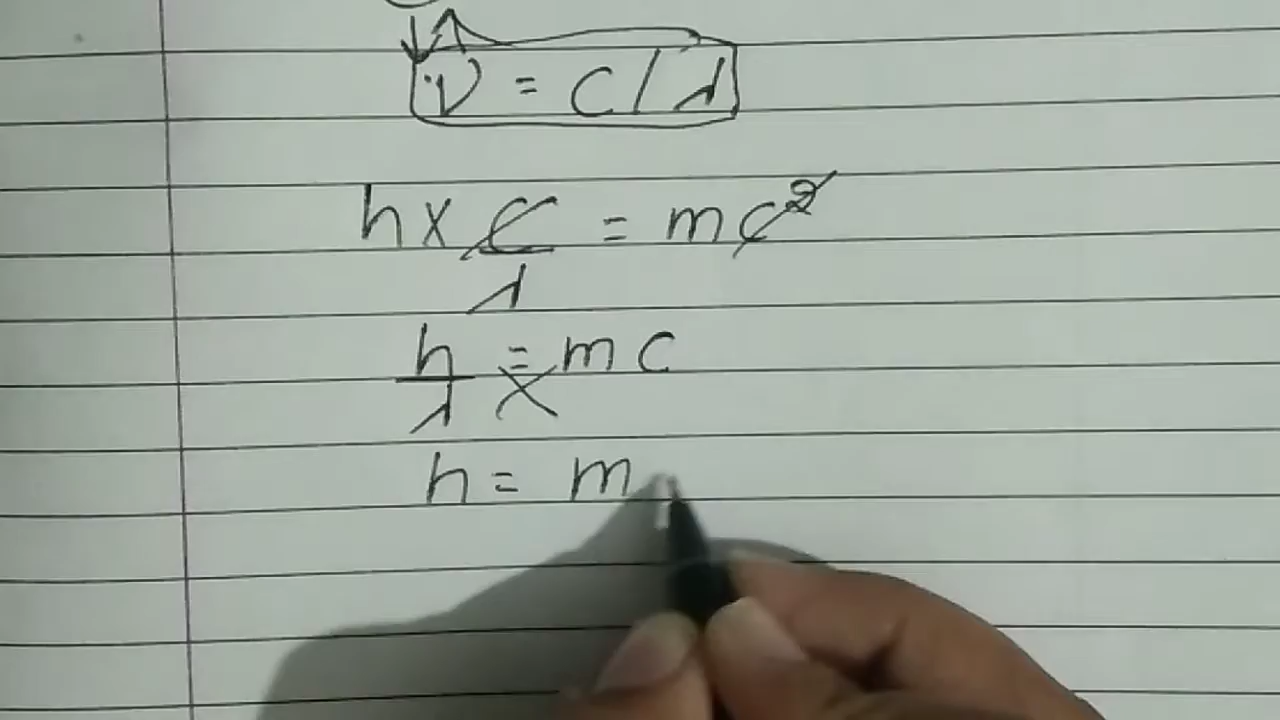 ν = c / λ
h x c = mc²
λ
h = mc
λ
h = m